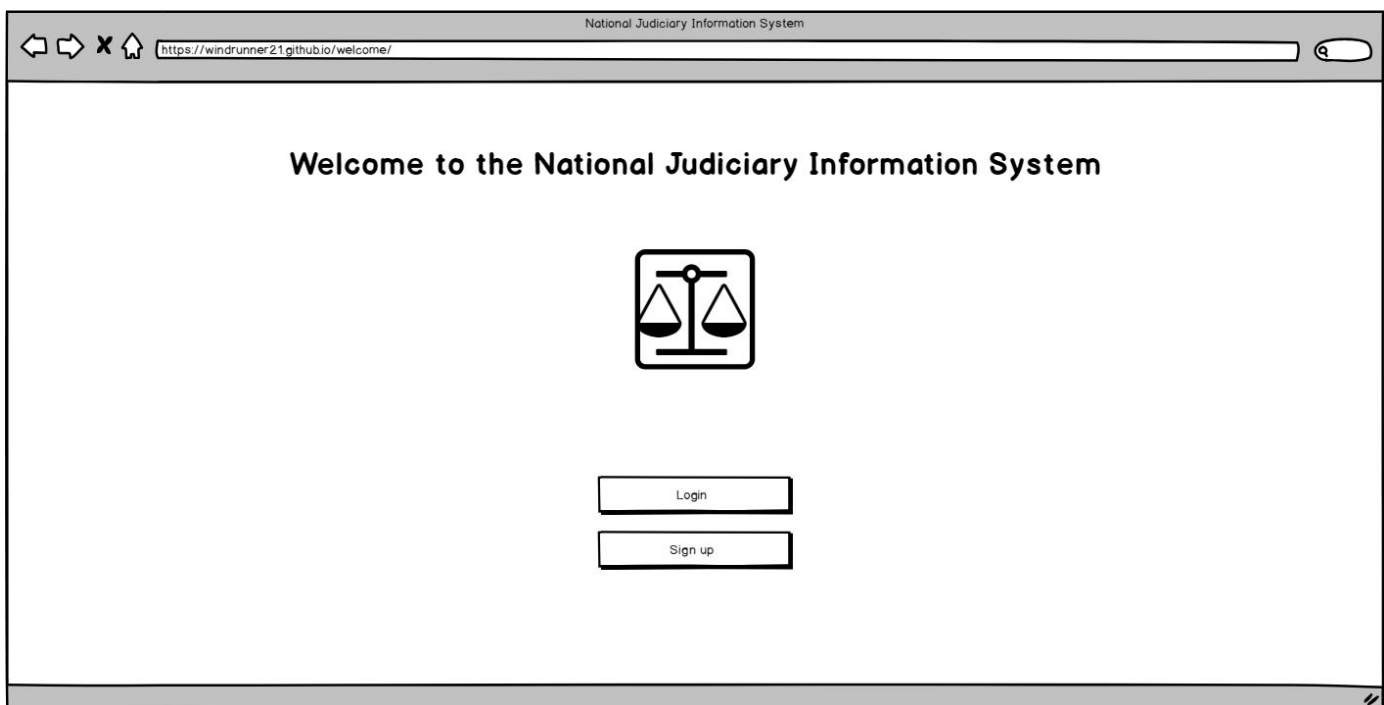 National Judiciary Information System
https://windrunner21.github.io/welcome/
Welcome to the National Judiciary Information System
Login
Sign up